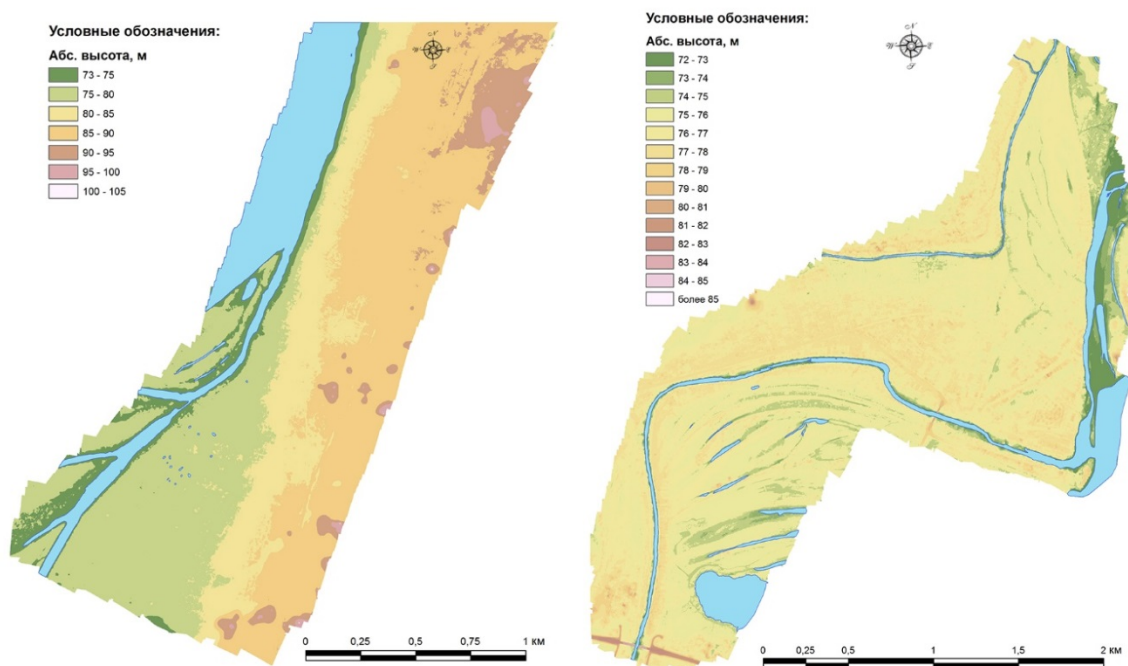 Условные обозначения:
Абс. высота, м
73 - 75
75 - 80
80 - 85
85 - 90
90 - 95
95 - 100
100 - 105
N
W E
S
0 0,25 0,5 1 км
Условные обозначения:
Абс. высота, м
72 - 73
73 - 74
74 - 75
75 - 76
76 - 77
77 - 78
78 - 79
79 - 80
80 - 81
81 - 82
82 - 83
83 - 84
84 - 85
более 85
N
W E
S
0 0,25 0,5 1 1,5 2 км